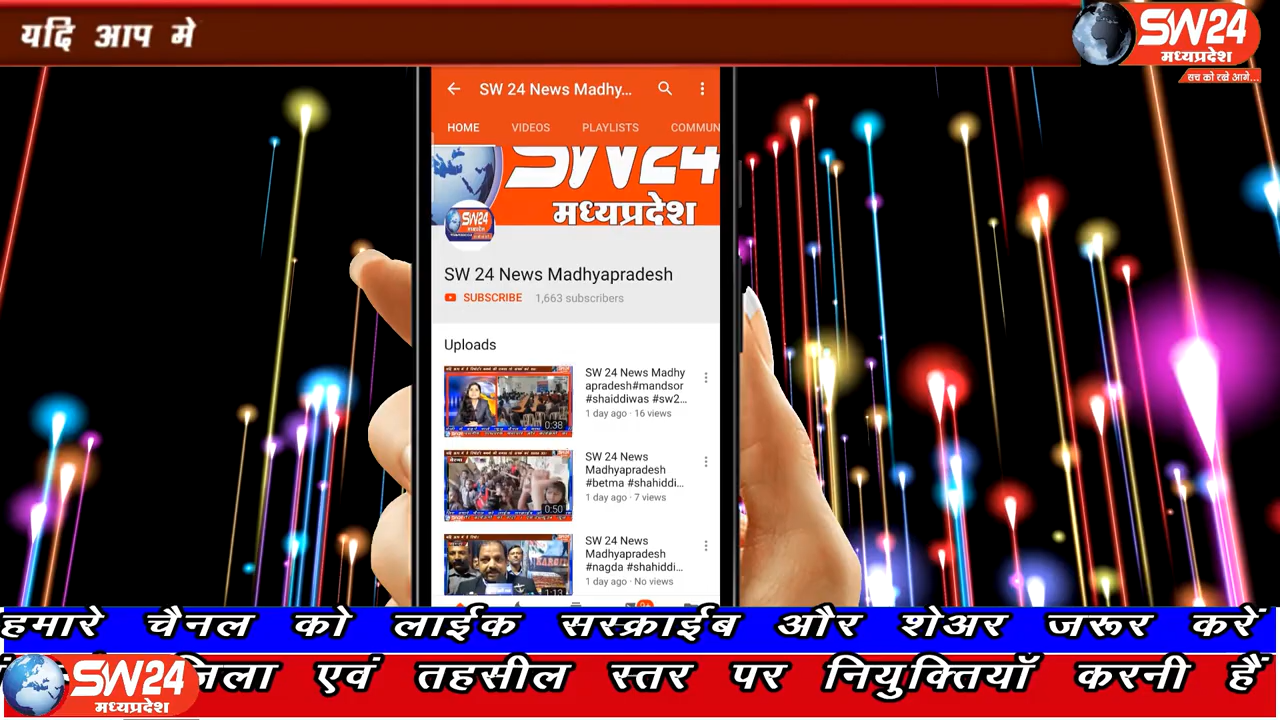 यदि आप मे
SW24
मध्यप्रदेश
सच को रखे आगे...
SW 24 News Madhy...
HOME VIDEOS PLAYLISTS COMMUN
SW24
मध्यप्रदेश
SW24
SW 24 News Madhyapradesh
SUBSCRIBE 1,663 subscribers
Uploads
SW 24 News Madhy
apradesh#mandsor
#shaiddiwas #sw2...
1 day ago · 16 views
0:38
SW 24 News
Madhyapradesh
#betma #shahiddi...
1 day ago · 7 views
0:50
SW 24 News
Madhyapradesh
#nagda #shahiddi...
1 day ago · No views
1:13
हमारे चैनल को लाईक सस्क्राईब और शेअर जरूर करें
जिला एवं तहसील स्तर पर नियुक्तियाँ करनी हैं
SW24
मध्यप्रदेश